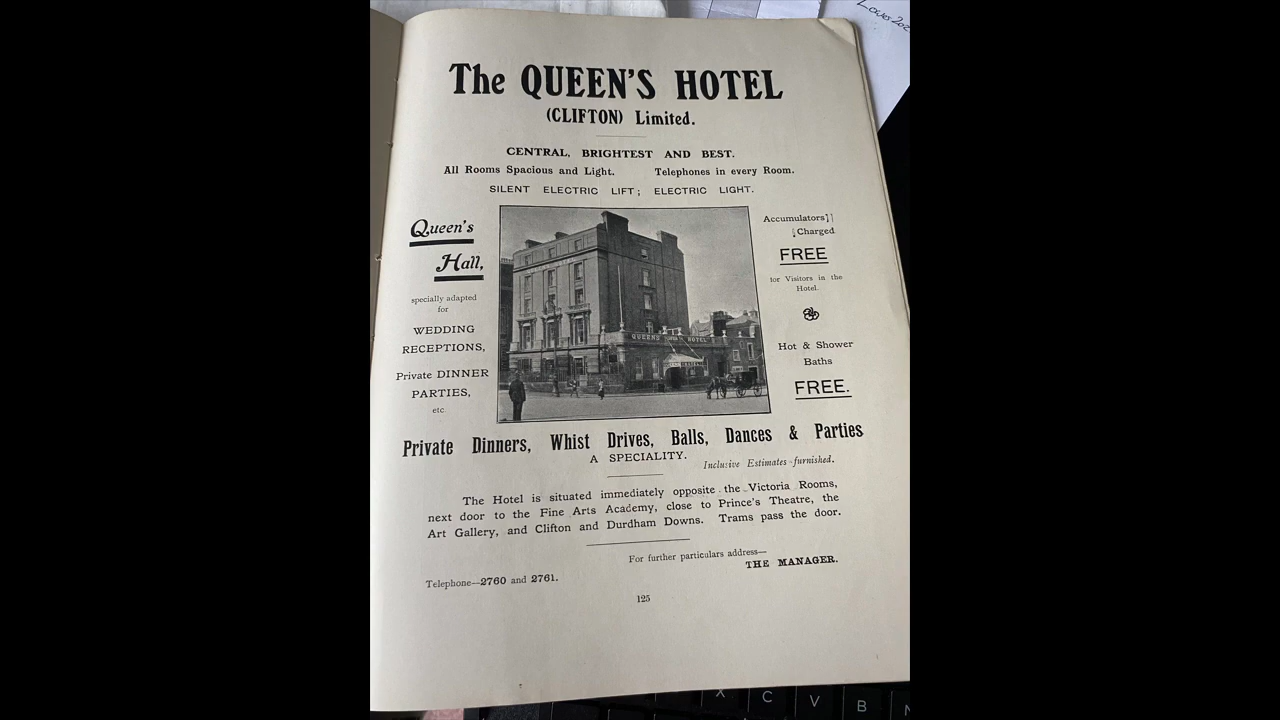 The QUEEN'S HOTEL
(CLIFTON) Limited.
CENTRAL, BRIGHTEST AND BEST.
All Rooms Spacious and Light. Telephones in every Room.
SILENT ELECTRIC LIFT; ELECTRIC LIGHT.
Queen's
Hall,
specially adapted
for
WEDDING
RECEPTIONS,
Private DINNER
PARTIES,
etc.
QUEENS HOTEL
Accumulators
Charged
FREE
for Visitors in the
Hotel.
Hot & Shower
Baths
FREE.
Private Dinners, Whist Drives, Balls, Dances & Parties
A SPECIALITY. Inclusive Estimates furnished.
The Hotel is situated immediately opposite the Victoria Rooms,
next door to the Fine Arts Academy, close to Prince's Theatre, the
Art Gallery, and Clifton and Durdham Downs. Trams pass the door.
For further particulars address—
THE MANAGER.
Telephone—2760 and 2761.
125
X C V B